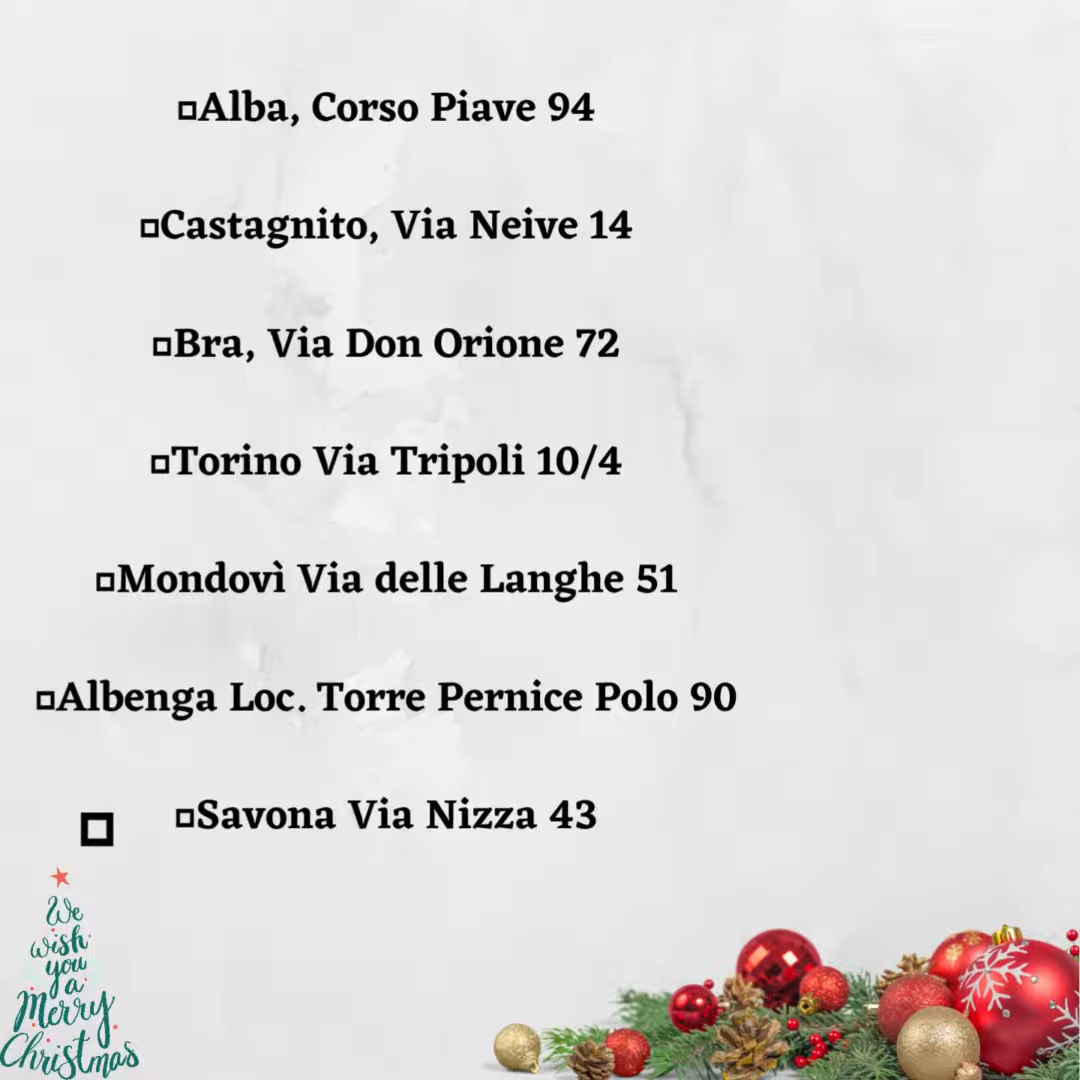 ▫Alba, Corso Piave 94
▫Castagnito, Via Neive 14
▫Bra, Via Don Orione 72
▫Torino Via Tripoli 10/4
▫Mondovì Via delle Langhe 51
▫Albenga Loc. Torre Pernice Polo 90
▫Savona Via Nizza 43
We
wish
you
a
Merry
Christmas